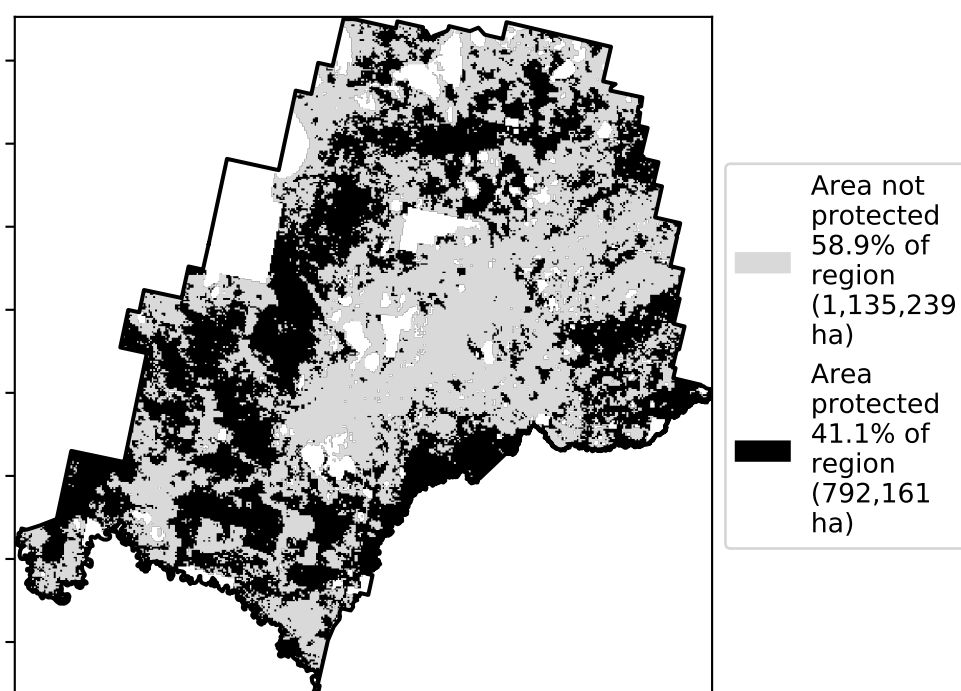 Area not
protected
58.9% of
region
(1,135,239
ha)
Area
protected
41.1% of
region
(792,161
ha)